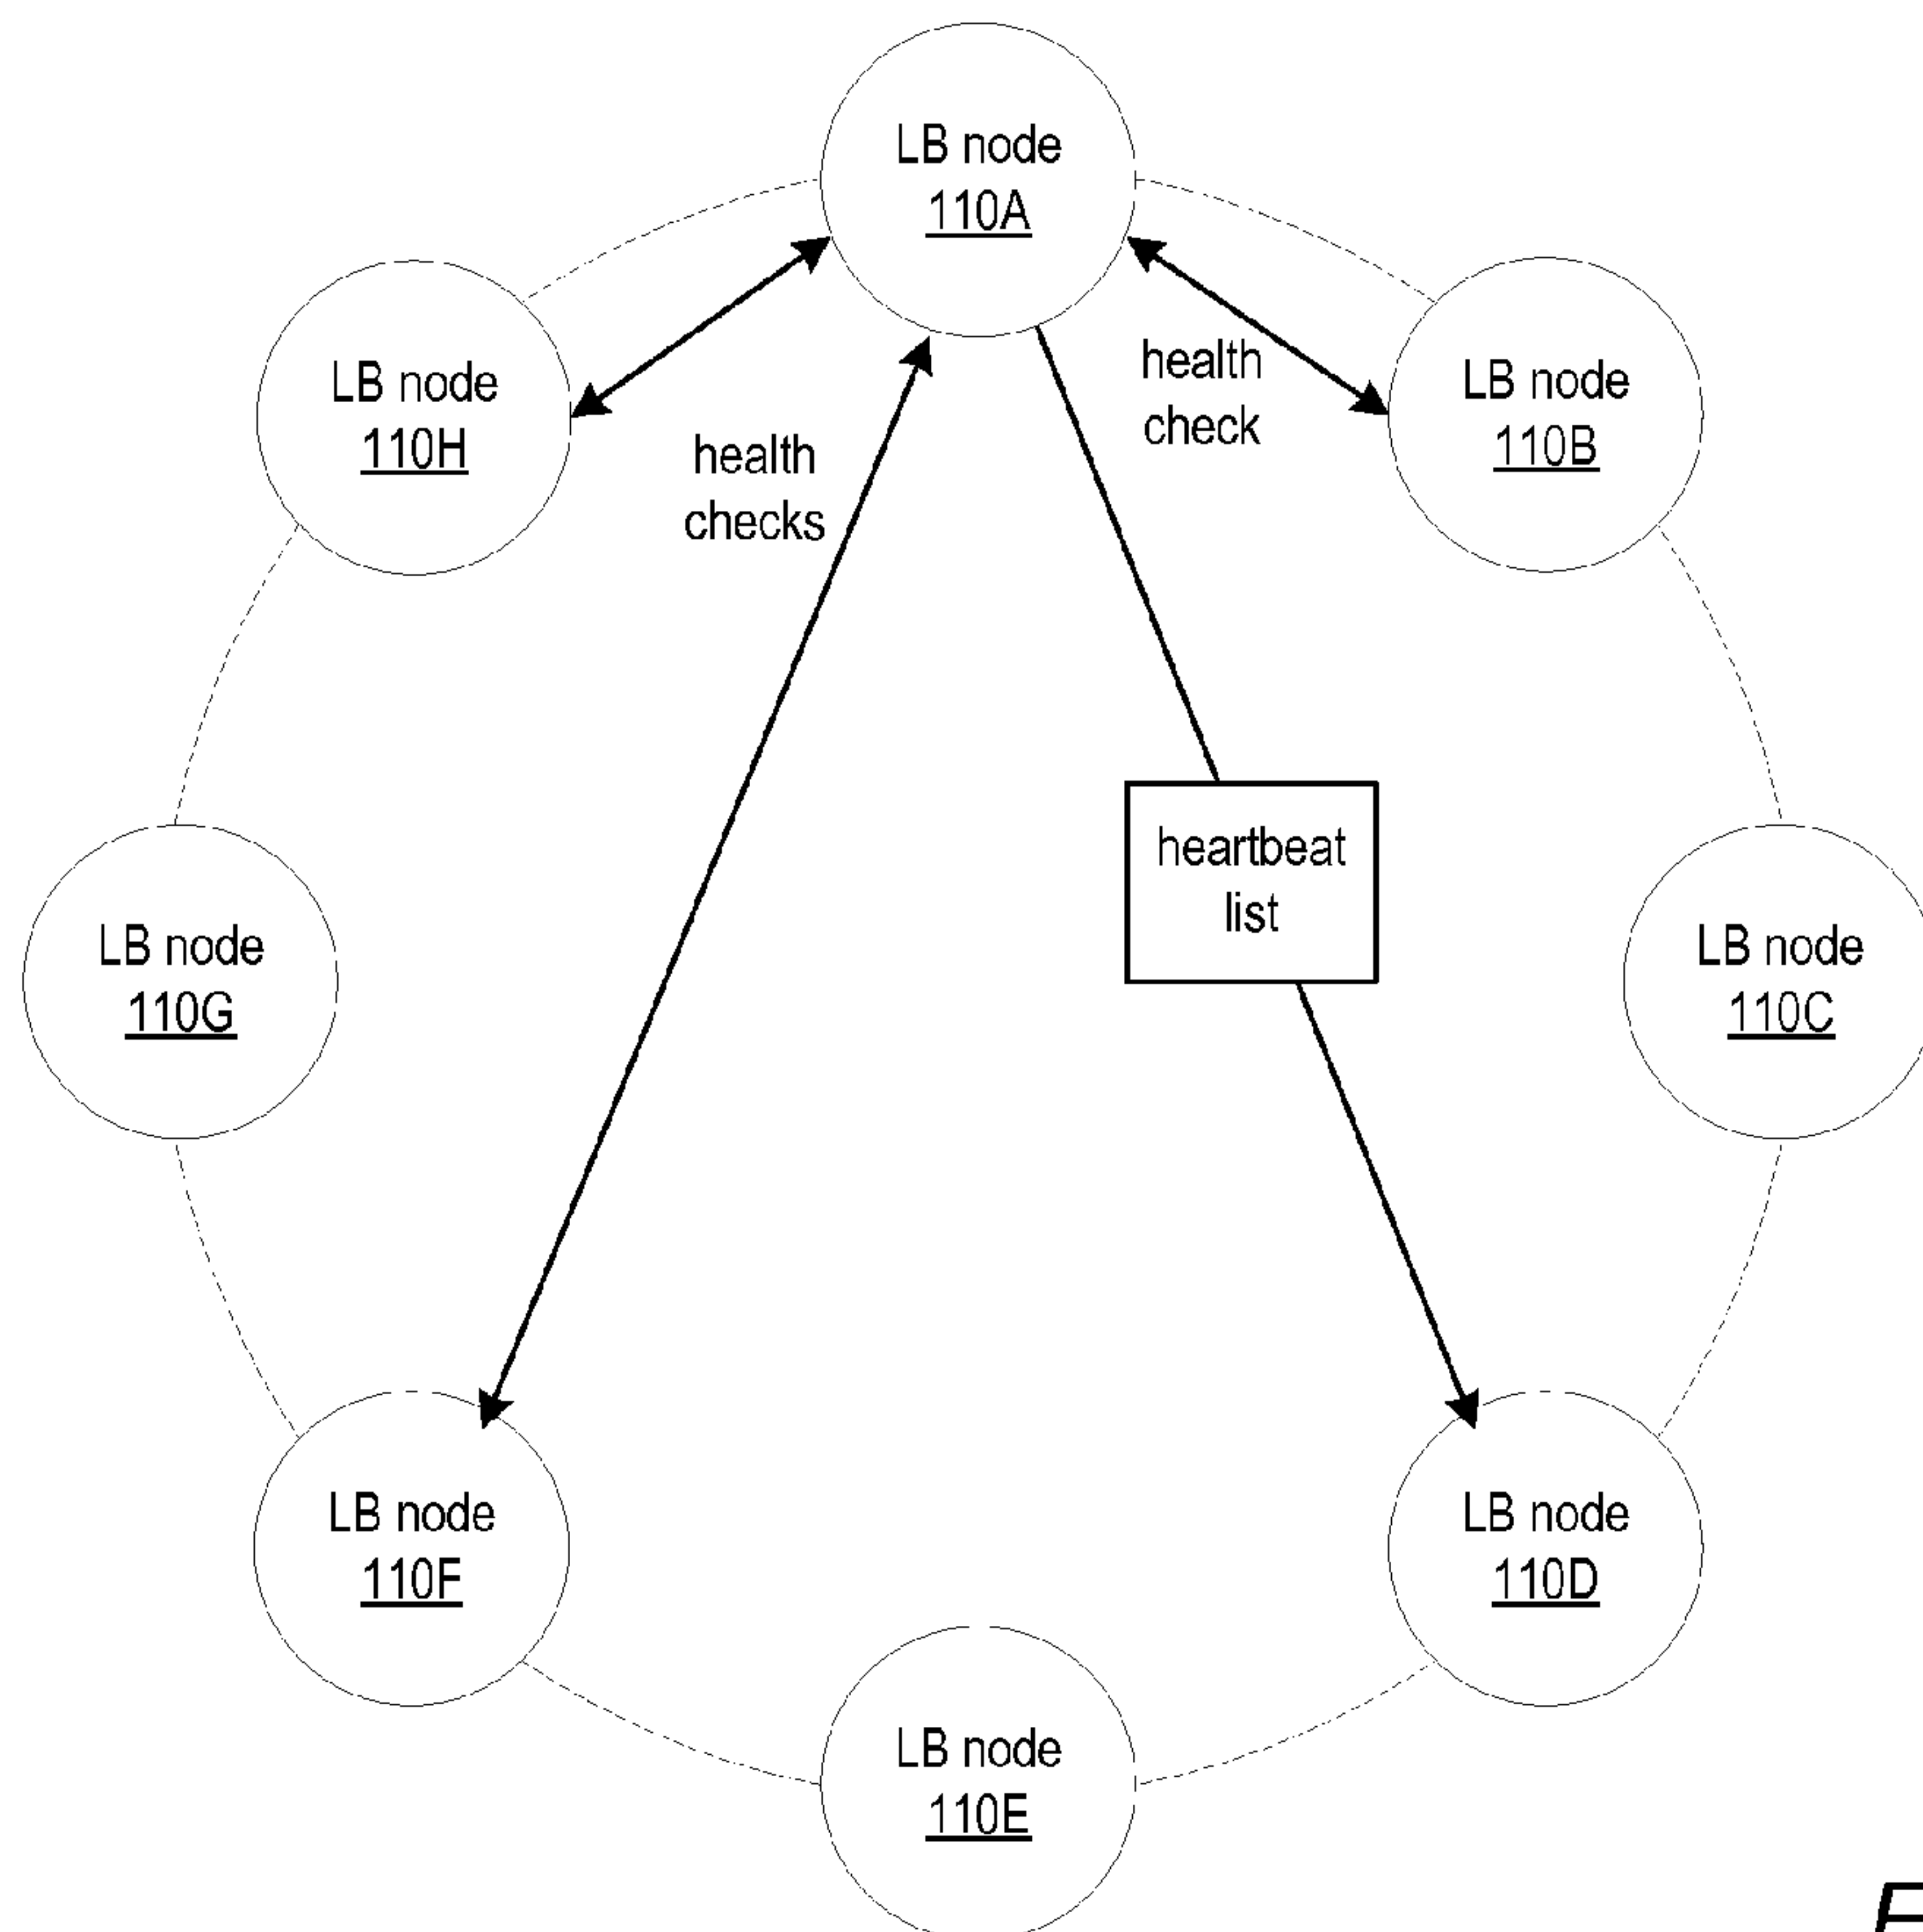 LB node
110A
LB node
110H
health
check
LB node
110B
health
checks
heartbeat
list
LB node
110G
LB node
110C
LB node
110F
LB node
110D
LB node
110E